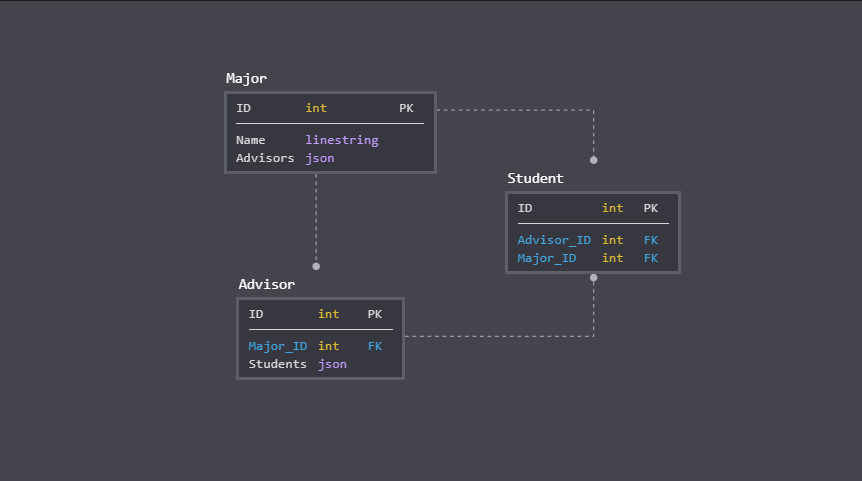 Major
ID int PK
Name linestring
Advisors json
Student
ID int PK
Advisor_ID int FK
Major_ID int FK
Advisor
ID int PK
Major_ID int FK
Students json